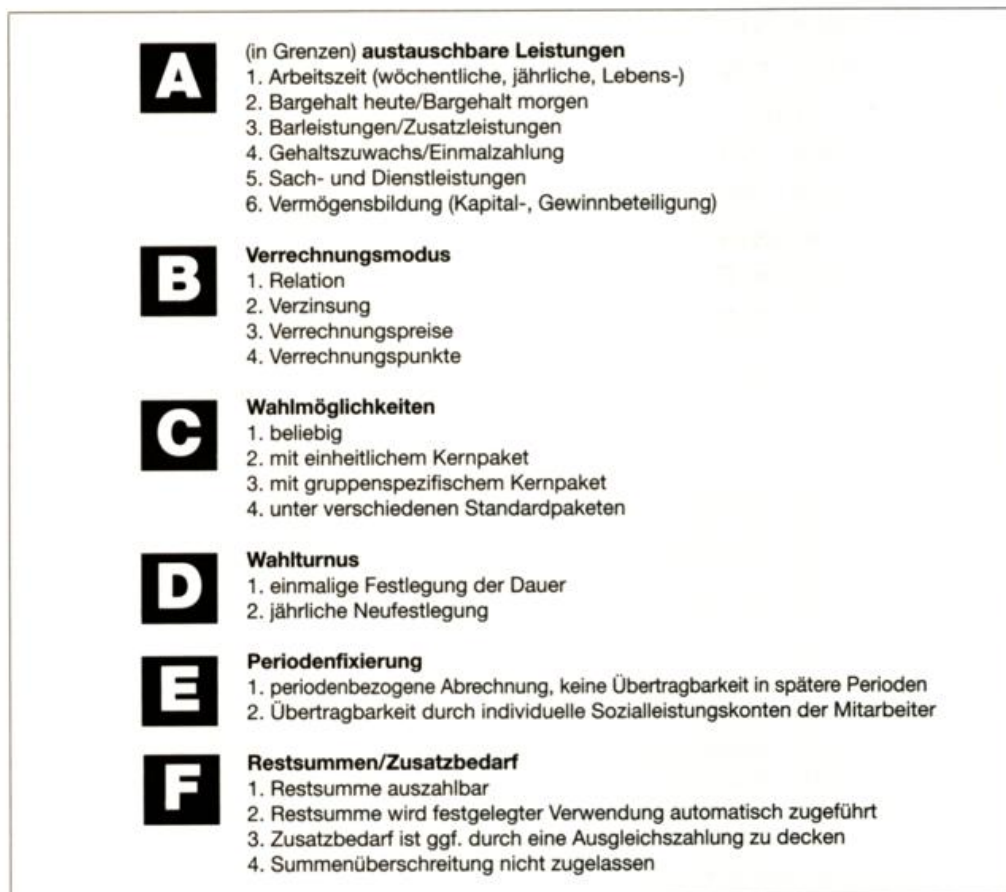 A
(in Grenzen) austauschbare Leistungen
1. Arbeitszeit (wöchentliche, jährliche, Lebens-)
2. Bargehalt heute/Bargehalt morgen
3. Barleistungen/Zusatzleistungen
4. Gehaltszuwachs/Einmalzahlung
5. Sach- und Dienstleistungen
6. Vermögensbildung (Kapital-, Gewinnbeteiligung)
B
Verrechnungsmodus
1. Relation
2. Verzinsung
3. Verrechnungspreise
4. Verrechnungspunkte
C
Wahlmöglichkeiten
1. beliebig
2. mit einheitlichem Kernpaket
3. mit gruppenspezifischem Kernpaket
4. unter verschiedenen Standardpaketen
D
Wahlturnus
1. einmalige Festlegung der Dauer
2. jährliche Neufestlegung
E
Periodenfixierung
1. periodenbezogene Abrechnung, keine Übertragbarkeit in spätere Perioden
2. Übertragbarkeit durch individuelle Sozialleistungskonten der Mitarbeiter
F
Restsummen/Zusatzbedarf
1. Restsumme auszahlbar
2. Restsumme wird festgelegter Verwendung automatisch zugeführt
3. Zusatzbedarf ist ggf. durch eine Ausgleichszahlung zu decken
4. Summenüberschreitung nicht zugelassen